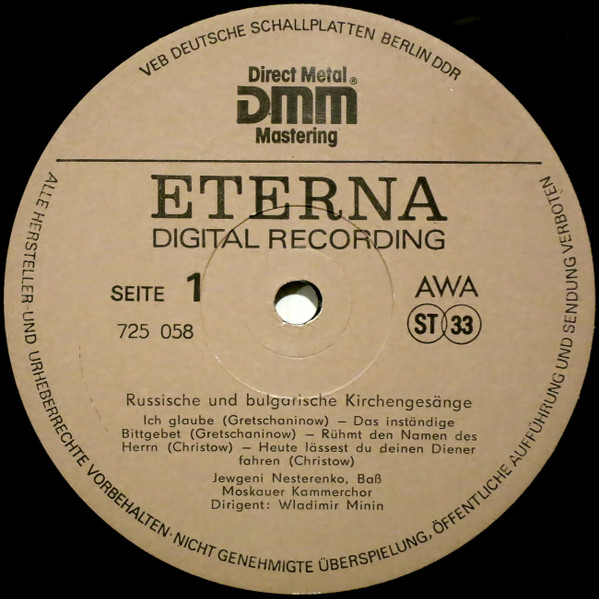 VEB DEUTSCHE SCHALLPLATTEN BERLIN DDR
Direct Metal
DMM®
Mastering
ETERNA
DIGITAL RECORDING
SEITE 1
AWA
725 058
ST 33
Russische und bulgarische Kirchengesänge
Ich glaube (Gretschaninow) – Das inständige
Bittgebet (Gretschaninow) – Rühmt den Namen des
Herrn (Christow) – Heute lässest du deinen Diener
fahren (Christow)
Jewgeni Nesterenko, Baß
Moskauer Kammerchor
Dirigent: Wladimir Minin
ALLE HERSTELLER- UND URHEBERRECHTE VORBEHALTEN · NICHT GENEHMIGTE ÜBERSPIELUNG, ÖFFENTLICHE AUFFÜHRUNG UND SENDUNG VERBOTEN